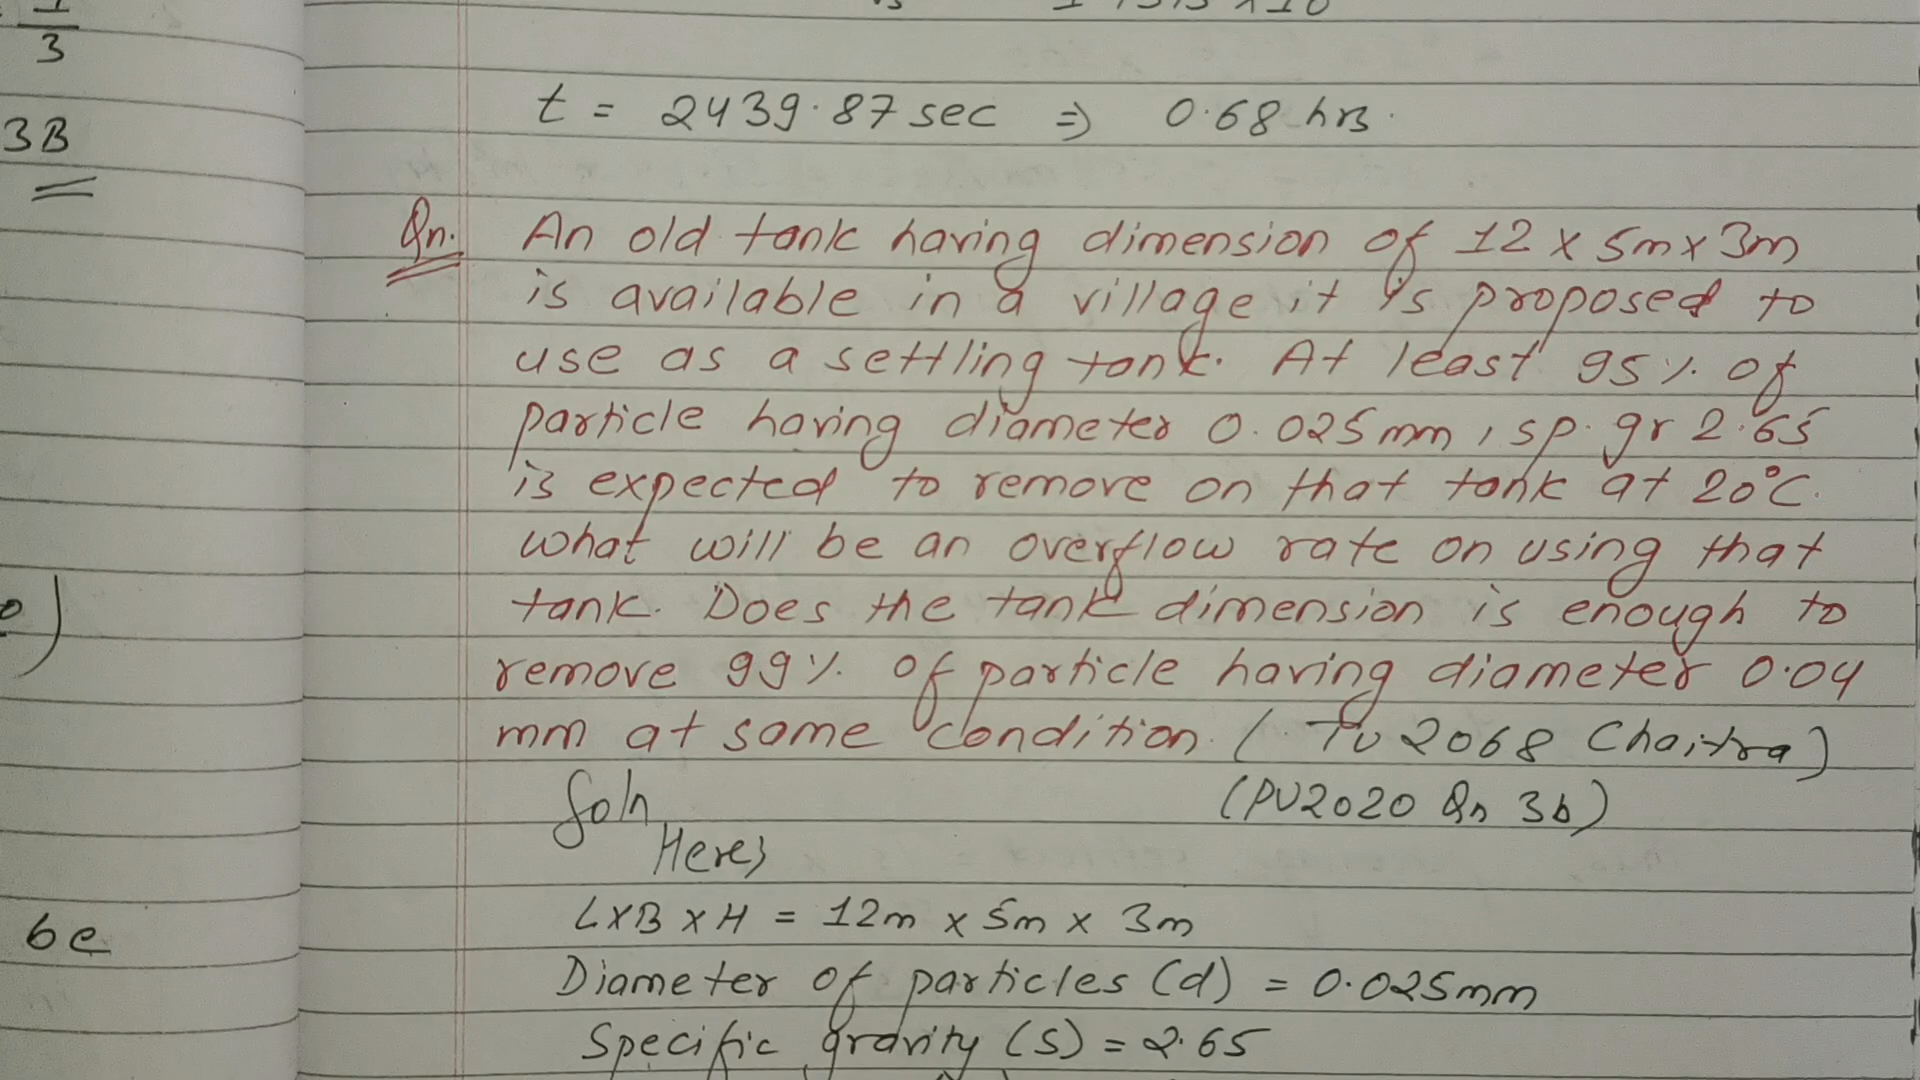 1
3
3B
be
t = 2439.87 sec ⇒ 0.68 hrs.
Qn. An old tank having dimension of 12 x 5m x 3m
is available in a village it is proposed to
use as a settling tank. At least 95%. of
particle having diameter 0.025 mm, sp. gr 2.65
is expected to remove on that tank at 20°C.
what will be an overflow rate on using that
tank. Does the tank dimension is enough to
remove 99%. of particle having diameter 0.04
mm at same condition. (TU 2068 Chaitra)
Soln (PU2020 Qn 3b)
Here,
LXB X H = 12m x 5m x 3m
Diameter of particles (d) = 0.025mm
Specific gravity (S) = 2.65